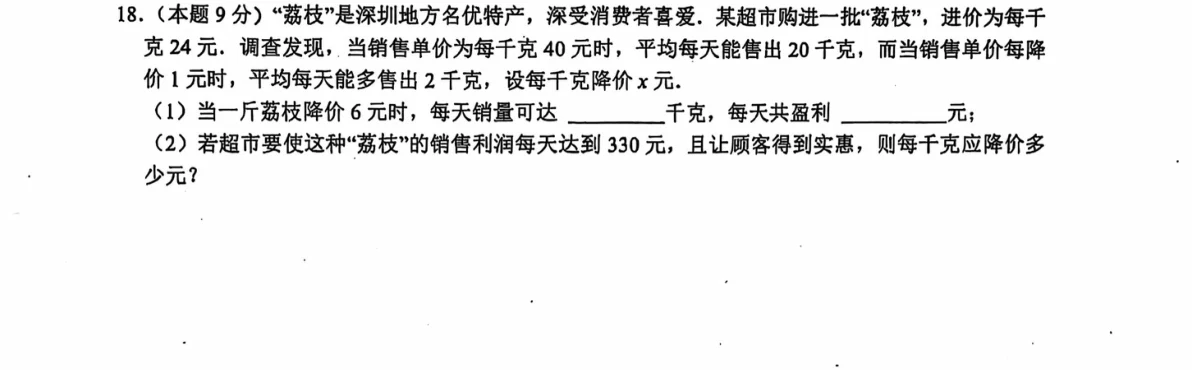 18.（本题 9 分）“荔枝”是深圳地方名优特产，深受消费者喜爱．某超市购进一批“荔枝”，进价为每千
克 24 元．调查发现，当销售单价为每千克 40 元时，平均每天能售出 20 千克，而当销售单价每降
价 1 元时，平均每天能多售出 2 千克，设每千克降价 x 元．
（1）当一斤荔枝降价 6 元时，每天销量可达 ________千克，每天共盈利 ________元；
（2）若超市要使这种“荔枝”的销售利润每天达到 330 元，且让顾客得到实惠，则每千克应降价多
少元？